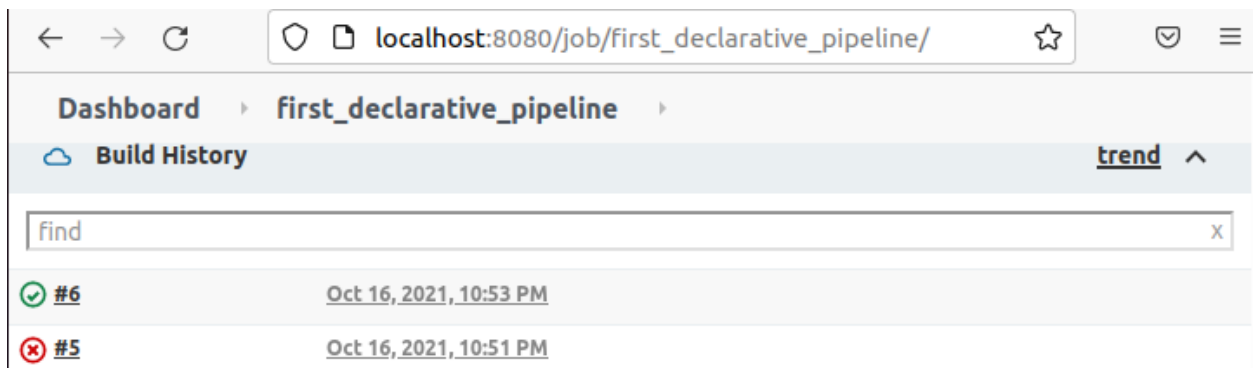 localhost:8080/job/first_declarative_pipeline/
Dashboard first_declarative_pipeline
Build History trend
find x
#6 Oct 16, 2021, 10:53 PM
#5 Oct 16, 2021, 10:51 PM